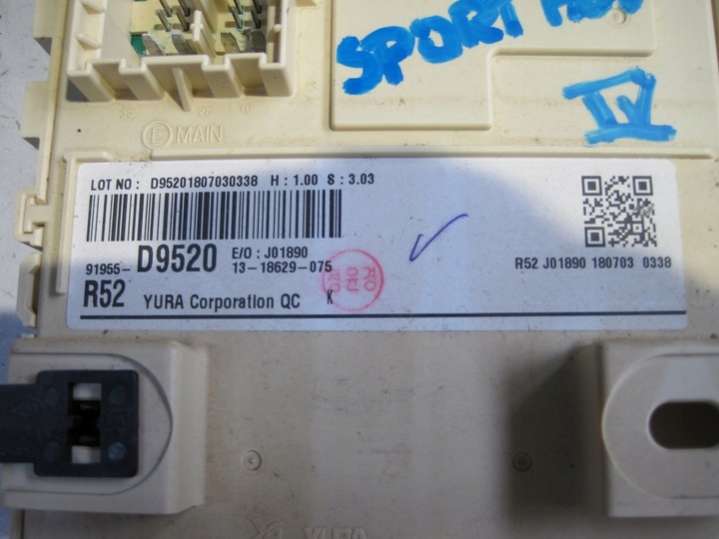 SPORT
IV
E MAIN
LOT NO : D95201807030338 H : 1.00 S : 3.03
91955- D9520 E/O : J01890
13-18629-075
R52 YURA Corporation QC K
R52 J01890 180703 0338